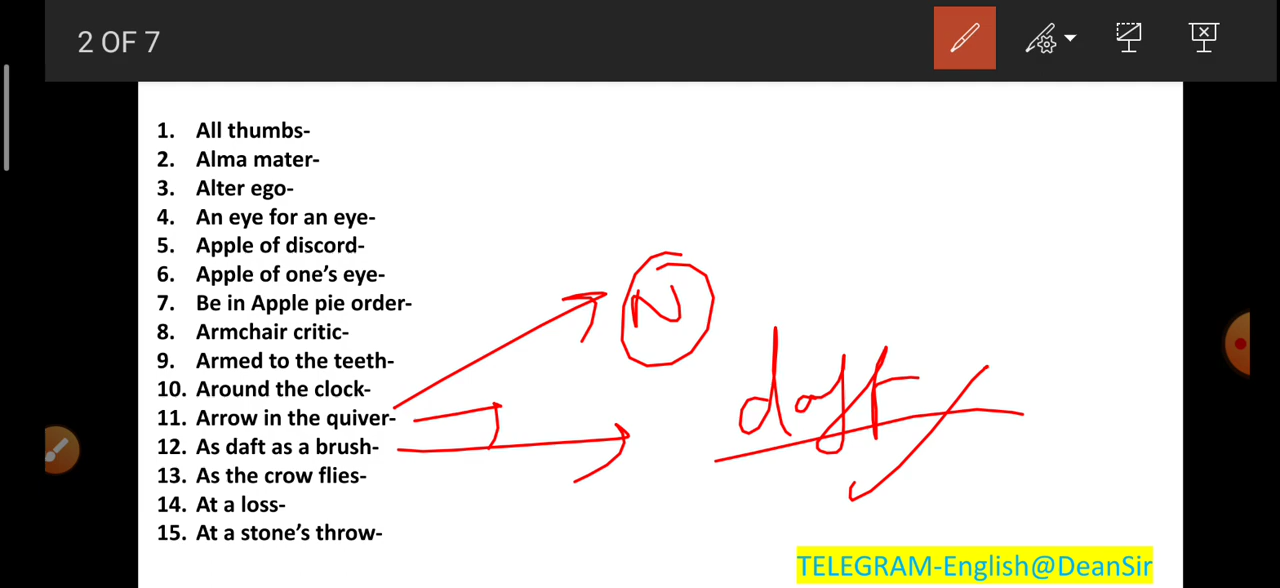 2 OF 7
1. All thumbs-
2. Alma mater-
3. Alter ego-
4. An eye for an eye-
5. Apple of discord-
6. Apple of one's eye-
7. Be in Apple pie order-
8. Armchair critic-
9. Armed to the teeth-
10. Around the clock-
11. Arrow in the quiver-
12. As daft as a brush-
13. As the crow flies-
14. At a loss-
15. At a stone's throw-
N
daft
TELEGRAM-English@DeanSir